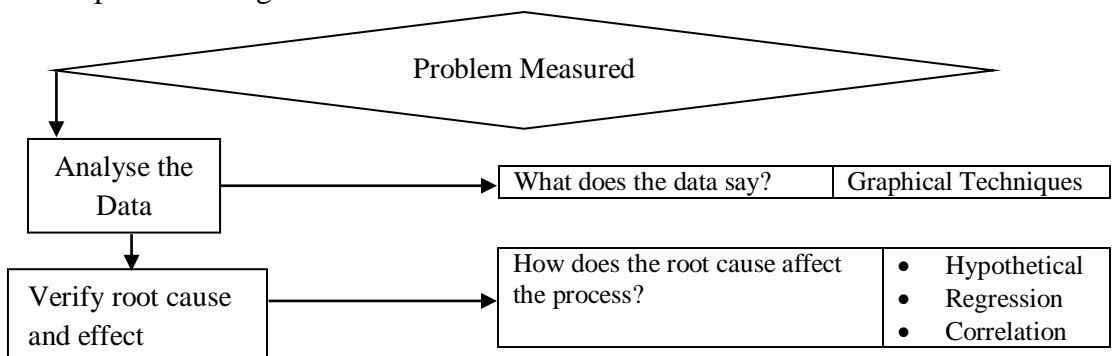 Problem Measured
Analyse the
Data
What does the data say?
Graphical Techniques
Verify root cause
and effect
How does the root cause affect
the process?
• Hypothetical
• Regression
• Correlation